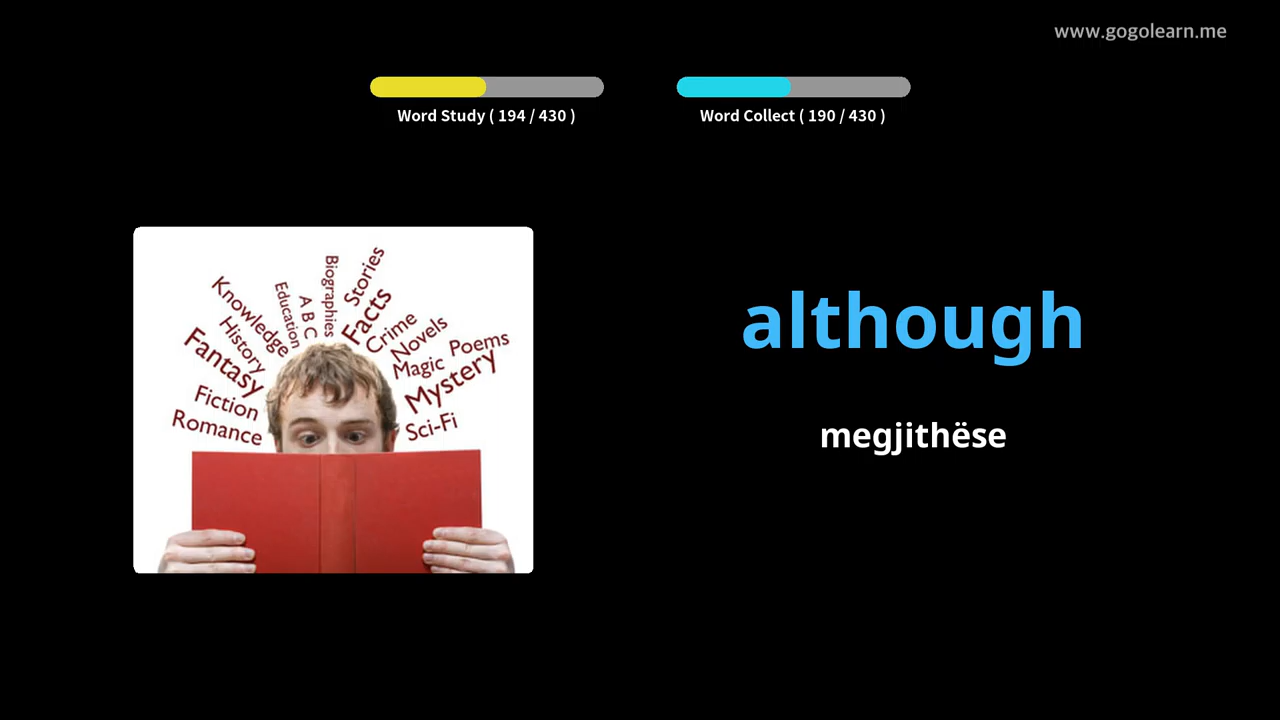 www.gogolearn.me
Word Study ( 194 / 430 )
Word Collect ( 190 / 430 )
Biographies
Stories
Education
A B C
Facts
Knowledge
Crime
History
Novels
Fantasy
Magic
Poems
Mystery
Fiction
Romance
Sci-Fi
although
megjithëse